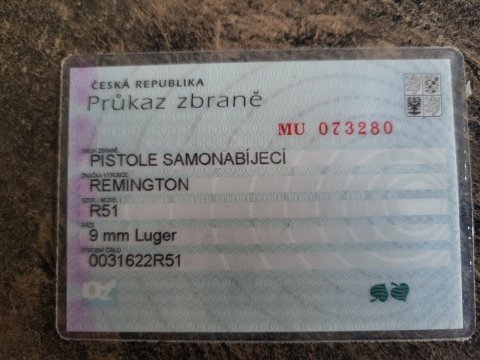 ČESKÁ REPUBLIKA
Průkaz zbraně
MU 073280
DRUH ZBRANĚ
PISTOLE SAMONABÍJECÍ
ZNAČKA VÝROBCE
REMINGTON
VZOR ( MODEL )
R51
RÁŽE
9 mm Luger
VÝROBNÍ ČÍSLO
0031622R51